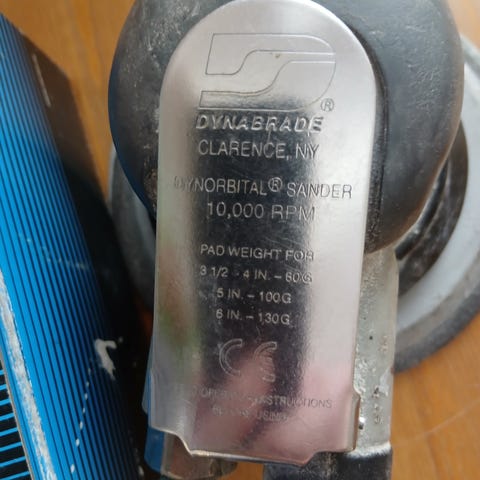 ®
DYNABRADE
CLARENCE, NY
DYNORBITAL® SANDER
10,000 RPM
PAD WEIGHT FOR
3 1/2 - 4 IN. - 60G
5 IN. - 100G
6 IN. - 130G
CE
INSTRUCTIONS
BEFORE USING